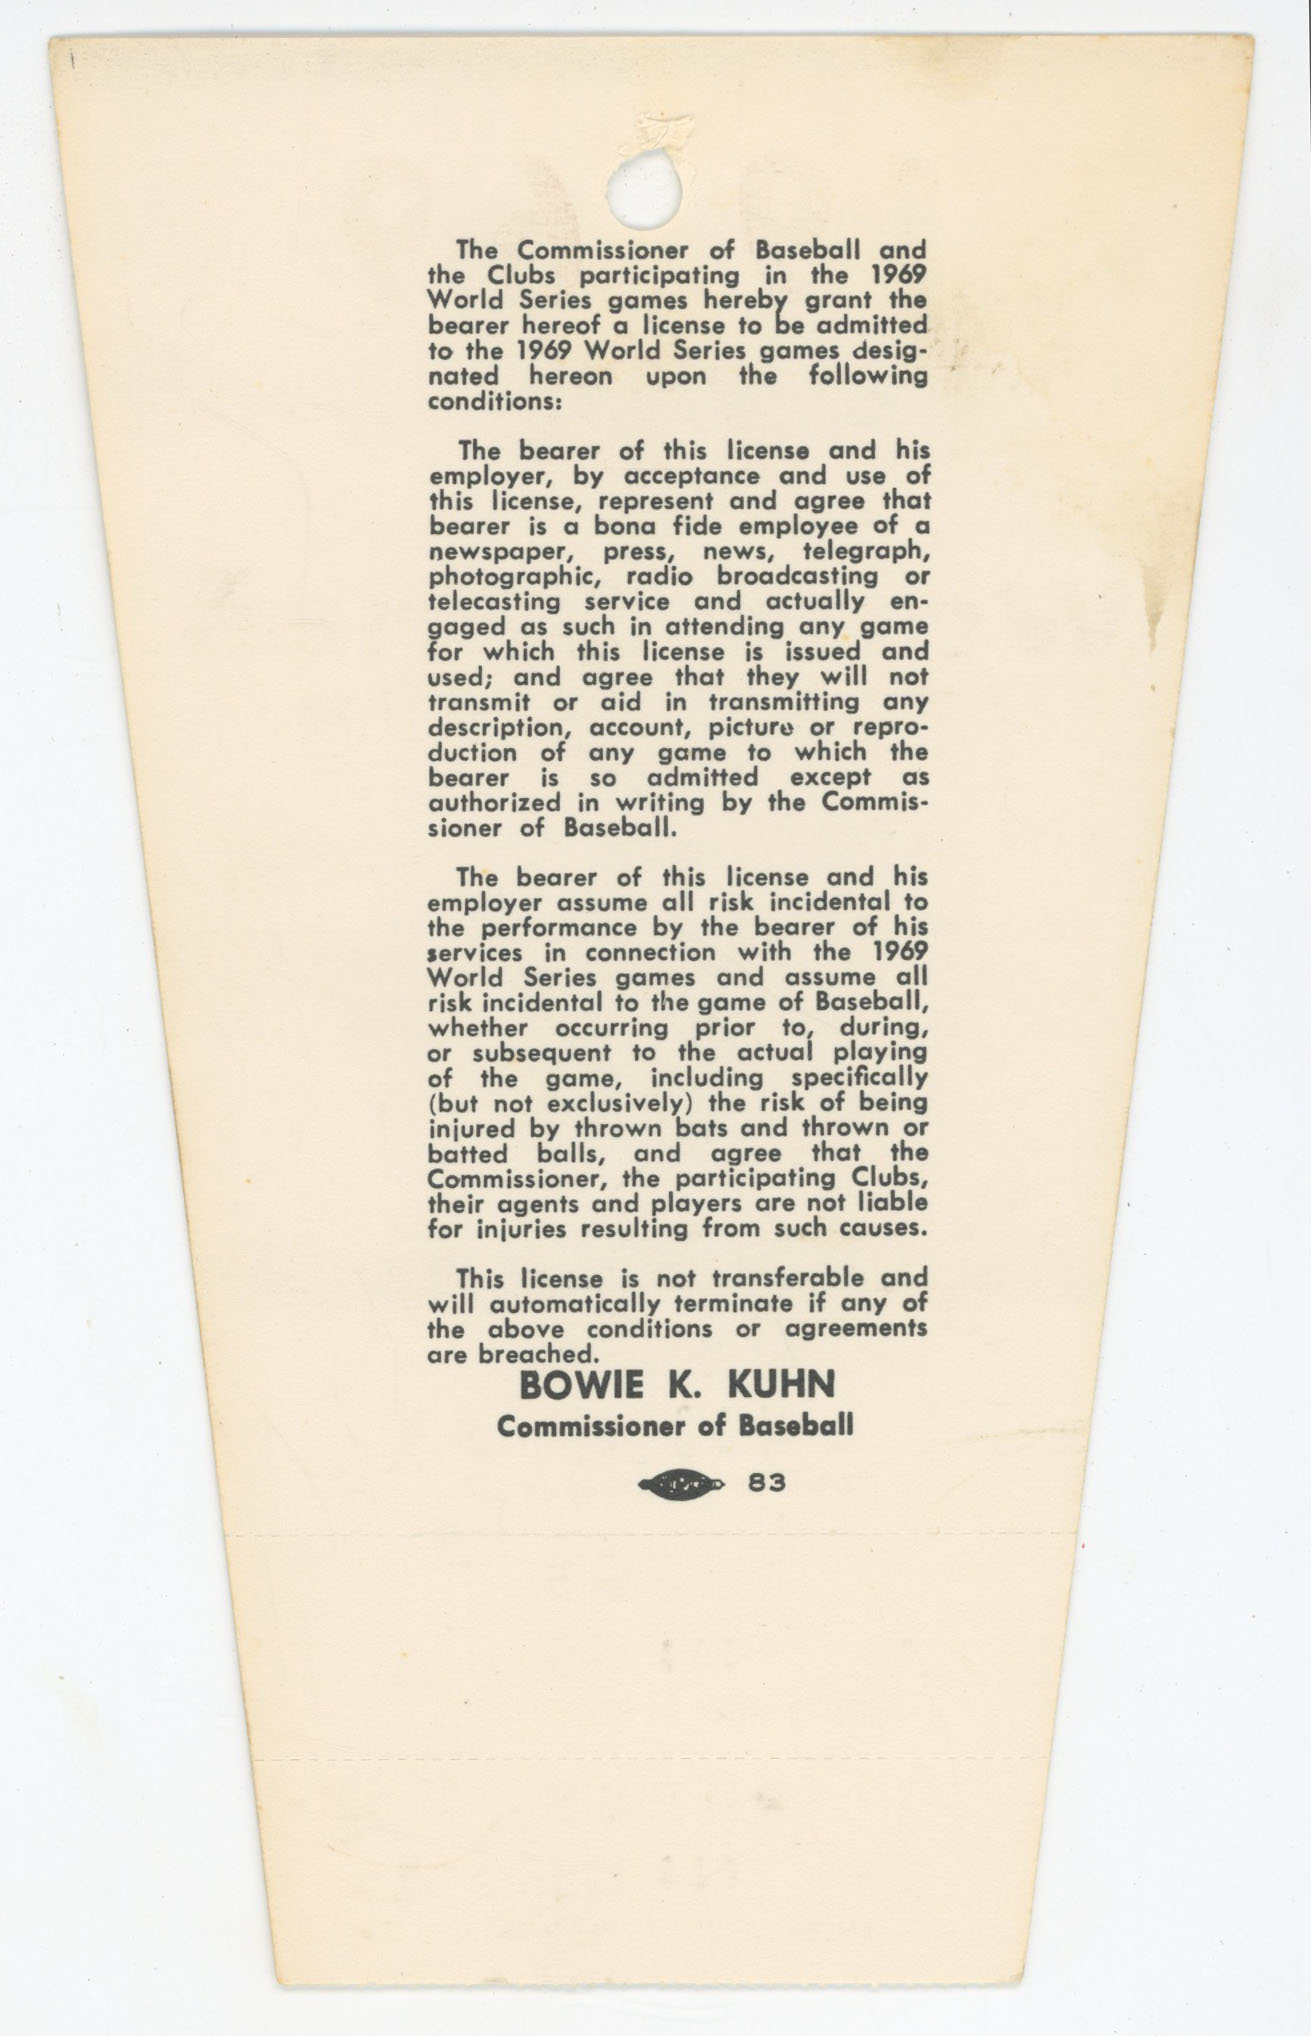 The Commissioner of Baseball and
the Clubs participating in the 1969
World Series games hereby grant the
bearer hereof a license to be admitted
to the 1969 World Series games desig-
nated hereon upon the following
conditions:
The bearer of this license and his
employer, by acceptance and use of
this license, represent and agree that
bearer is a bona fide employee of a
newspaper, press, news, telegraph,
photographic, radio broadcasting or
telecasting service and actually en-
gaged as such in attending any game
for which this license is issued and
used; and agree that they will not
transmit or aid in transmitting any
description, account, picture or repro-
duction of any game to which the
bearer is so admitted except as
authorized in writing by the Commis-
sioner of Baseball.
The bearer of this license and his
employer assume all risk incidental to
the performance by the bearer of his
services in connection with the 1969
World Series games and assume all
risk incidental to the game of Baseball,
whether occurring prior to, during,
or subsequent to the actual playing
of the game, including specifically
(but not exclusively) the risk of being
injured by thrown bats and thrown or
batted balls, and agree that the
Commissioner, the participating Clubs,
their agents and players are not liable
for injuries resulting from such causes.
This license is not transferable and
will automatically terminate if any of
the above conditions or agreements
are breached.
BOWIE K. KUHN
Commissioner of Baseball
83